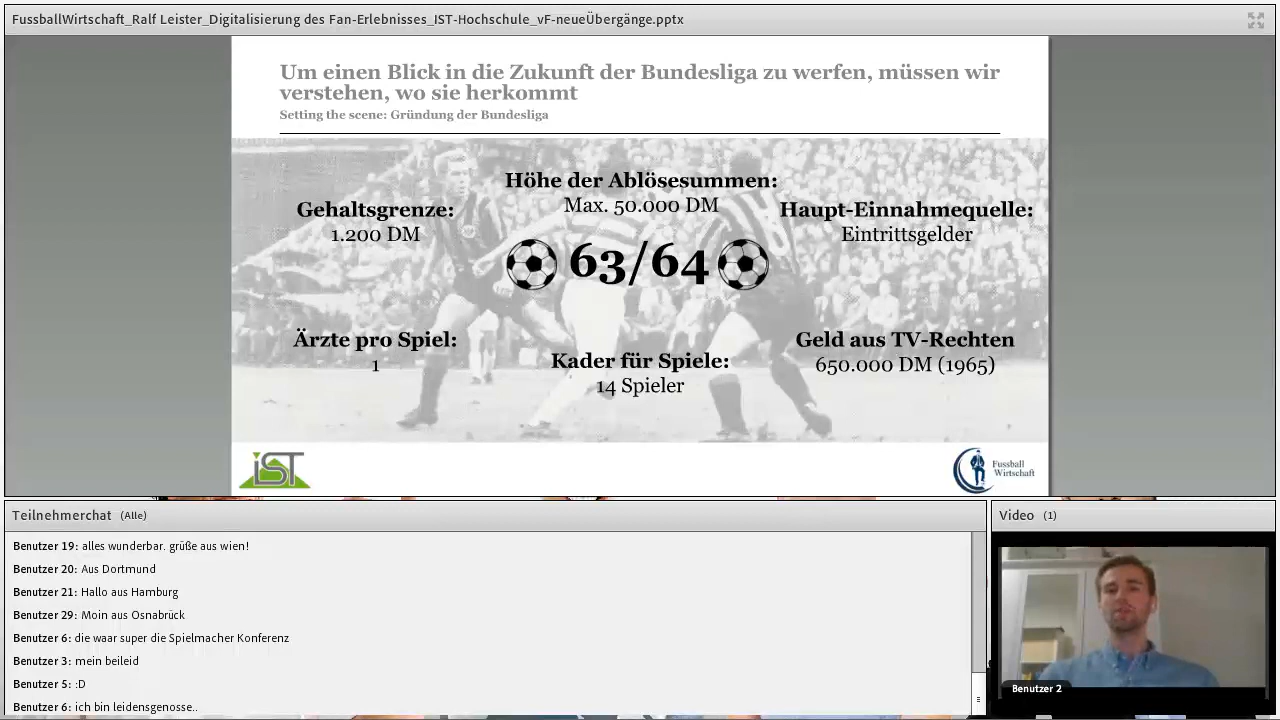 FussballWirtschaft_Ralf Leister_Digitalisierung des Fan-Erlebnisses_IST-Hochschule_vF-neueÜbergänge.pptx
Um einen Blick in die Zukunft der Bundesliga zu werfen, müssen wir
verstehen, wo sie herkommt
Setting the scene: Gründung der Bundesliga
Höhe der Ablösesummen:
Max. 50.000 DM
Gehaltsgrenze:
1.200 DM
Haupt-Einnahmequelle:
Eintrittsgelder
63/64
Ärzte pro Spiel:
1
Kader für Spiele:
14 Spieler
Geld aus TV-Rechten
650.000 DM (1965)
iST
Fussball
Wirtschaft
Teilnehmerchat (Alle)
Benutzer 19: alles wunderbar. grüße aus wien!
Benutzer 20: Aus Dortmund
Benutzer 21: Hallo aus Hamburg
Benutzer 29: Moin aus Osnabrück
Benutzer 6: die waar super die Spielmacher Konferenz
Benutzer 3: mein beileid
Benutzer 5: :D
Benutzer 6: ich bin leidensgenosse..
Video (1)
Benutzer 2